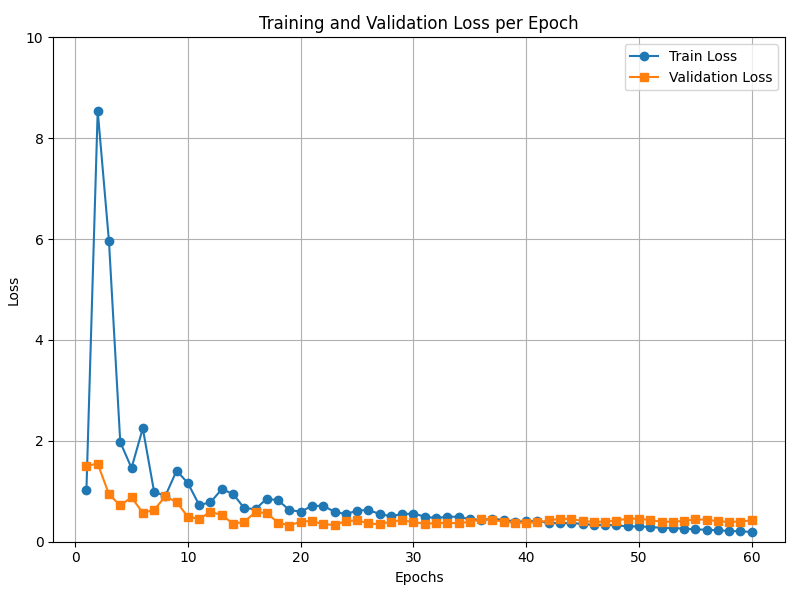 Training and Validation Loss per Epoch
Train Loss
Validation Loss
10
8
6
4
2
0
Loss
0 10 20 30 40 50 60
Epochs